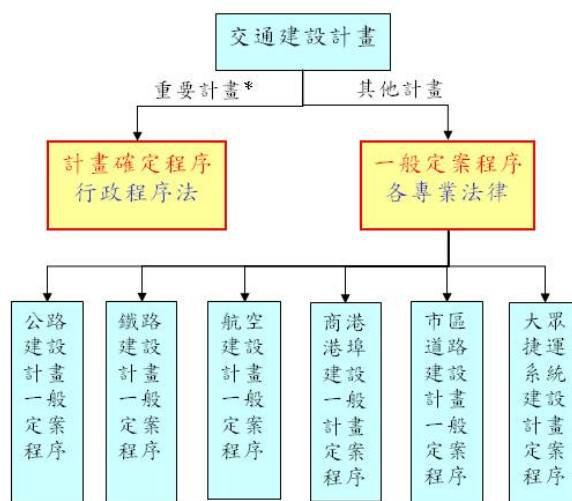 交通建設計畫
重要計畫*
其他計畫
計畫確定程序
行政程序法
一般定案程序
各專業法律
公路
建設
計畫
一般
定案
程序
鐵路
建設
計畫
一般
定案
程序
航空
建設
計畫
一般
定案
程序
商港
港埠
建設
一般
計畫
定案
程序
市區
道路
建設
計畫
一般
定案
程序
大眾
捷運
系統
建設
計畫
定案
程序